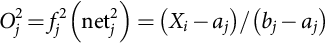 O_j^2 = f_j^2 (net_j^2) = (X_i − a_j)/(b_j − a_j)